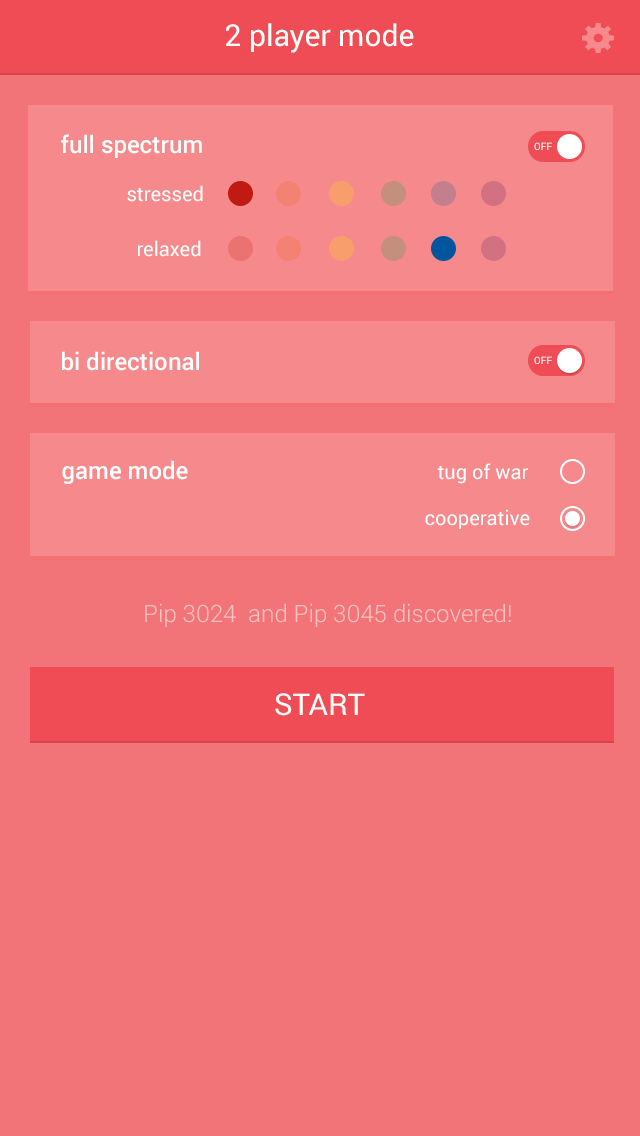 2 player mode
full spectrum OFF
stressed
relaxed
bi directional OFF
game mode tug of war
cooperative
Pip 3024 and Pip 3045 discovered!
START